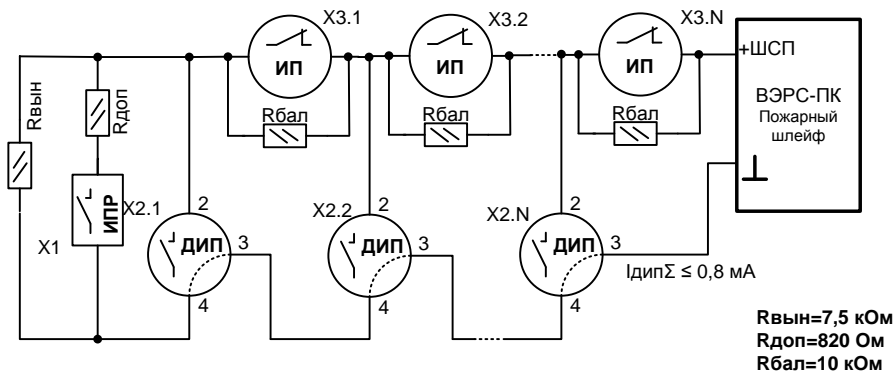 X3.1
X3.2
X3.N
ИП
ИП
ИП
+ШСП
ВЭРС-ПК
Пожарный
шлейф
Rвын
Rдоп
Rбал
Rбал
Rбал
ИПР
X2.1
X1
2
ДИП
3
4
X2.2
2
ДИП
3
4
X2.N
2
ДИП
3
4
IдипΣ ≤ 0,8 мА
Rвын=7,5 кОм
Rдоп=820 Ом
Rбал=10 кОм